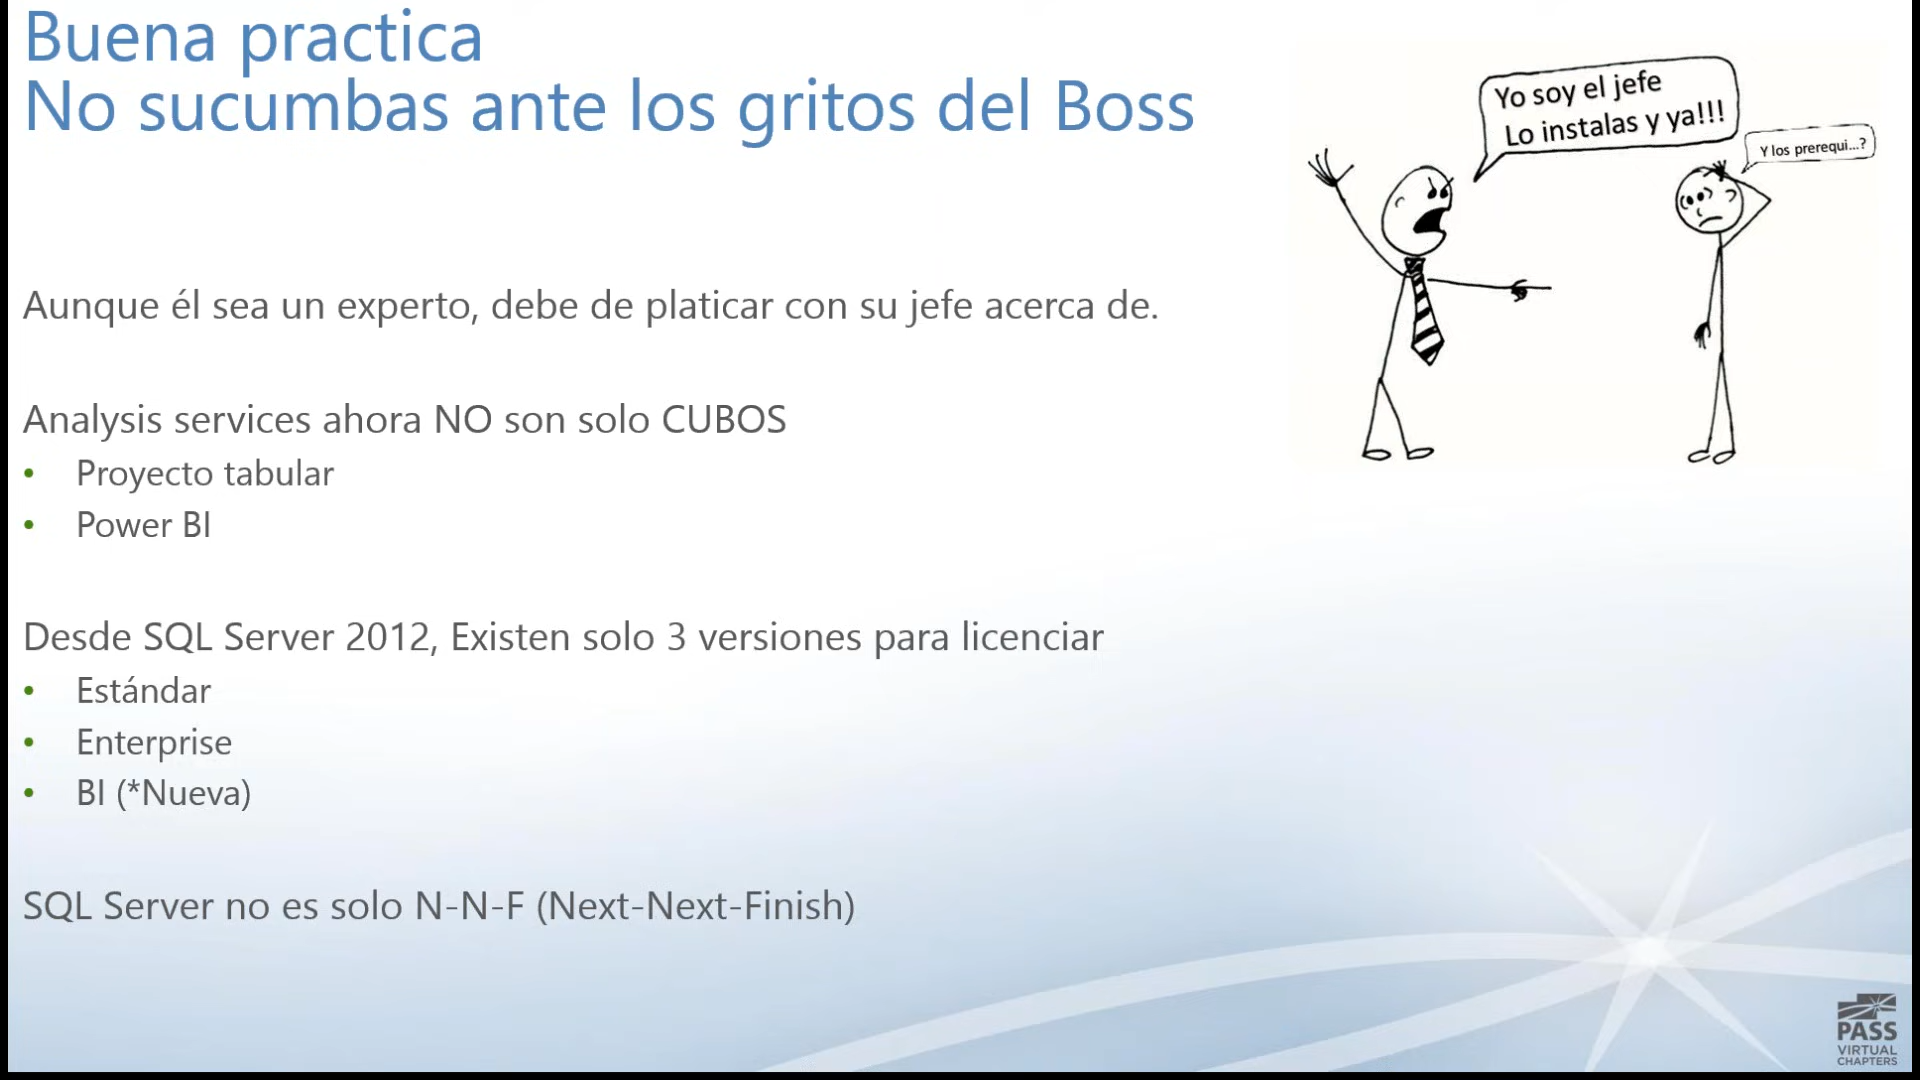 Buena practica
No sucumbas ante los gritos del Boss
Yo soy el jefe
Lo instalas y ya!!!
Y los prerequi...?
Aunque él sea un experto, debe de platicar con su jefe acerca de.
Analysis services ahora NO son solo CUBOS
• Proyecto tabular
• Power BI
Desde SQL Server 2012, Existen solo 3 versiones para licenciar
• Estándar
• Enterprise
• BI (*Nueva)
SQL Server no es solo N-N-F (Next-Next-Finish)
PASS
VIRTUAL
CHAPTERS